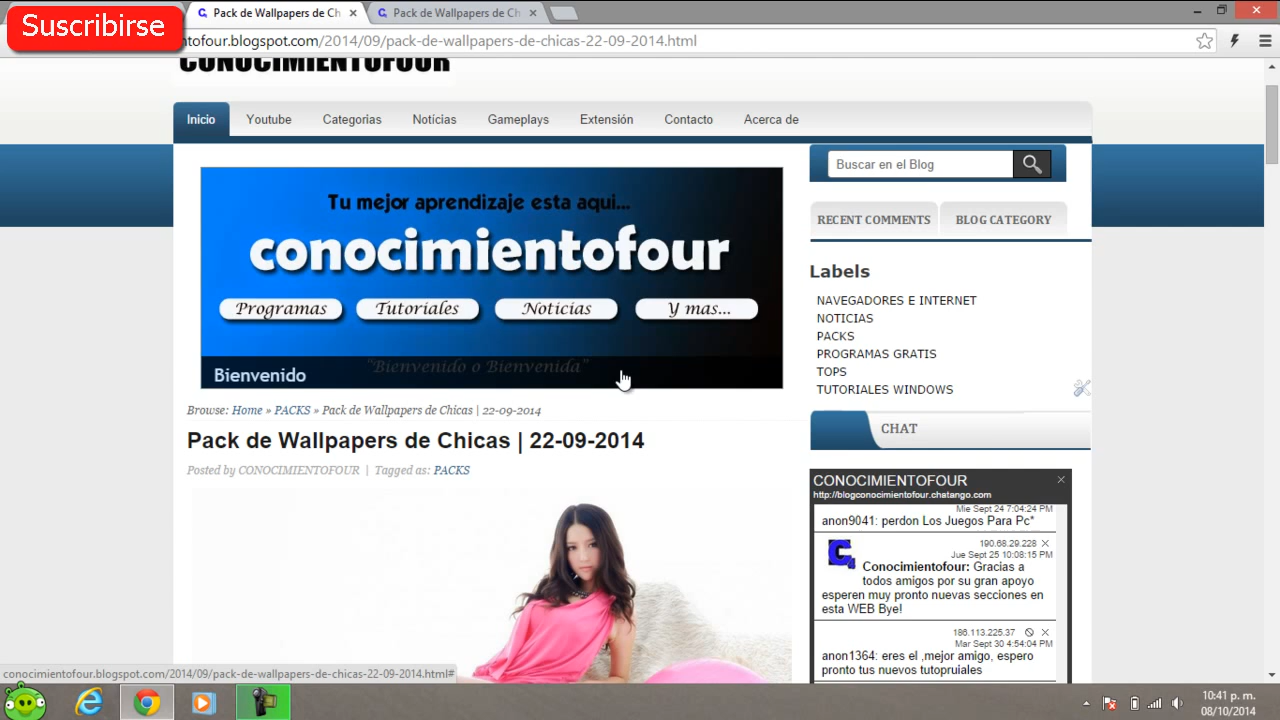 Suscribirse
Pack de Wallpapers de Ch
Pack de Wallpapers de Ch
ntofour.blogspot.com/2014/09/pack-de-wallpapers-de-chicas-22-09-2014.html
CONOCIMIENTOFOUR
Inicio Youtube Categorias Notícias Gameplays Extensión Contacto Acerca de
Buscar en el Blog
Tu mejor aprendizaje esta aqui...
conocimientofour
Programas Tutoriales Noticias Y mas...
"Bienvenido o Bienvenida"
Bienvenido
RECENT COMMENTS BLOG CATEGORY
Labels
NAVEGADORES E INTERNET
NOTICIAS
PACKS
PROGRAMAS GRATIS
TOPS
TUTORIALES WINDOWS
Browse: Home » PACKS » Pack de Wallpapers de Chicas | 22-09-2014
Pack de Wallpapers de Chicas | 22-09-2014
Posted by CONOCIMIENTOFOUR | Tagged as: PACKS
CHAT
CONOCIMIENTOFOUR
http://blogconocimientofour.chatango.com
Mie Sept 24 7:04:24 PM
anon9041: perdon Los Juegos Para Pc*
190.68.29.228
Jue Sept 25 10:08:15 PM
Conocimientofour: Gracias a
todos amigos por su gran apoyo
esperen muy pronto nuevas secciones en
esta WEB Bye!
186.113.225.37
Mar Sept 30 4:54:04 PM
anon1364: eres el ,mejor amigo, espero
pronto tus nuevos tutopruiales
conocimientofour.blogspot.com/2014/09/pack-de-wallpapers-de-chicas-22-09-2014.html#
10:41 p. m.
08/10/2014